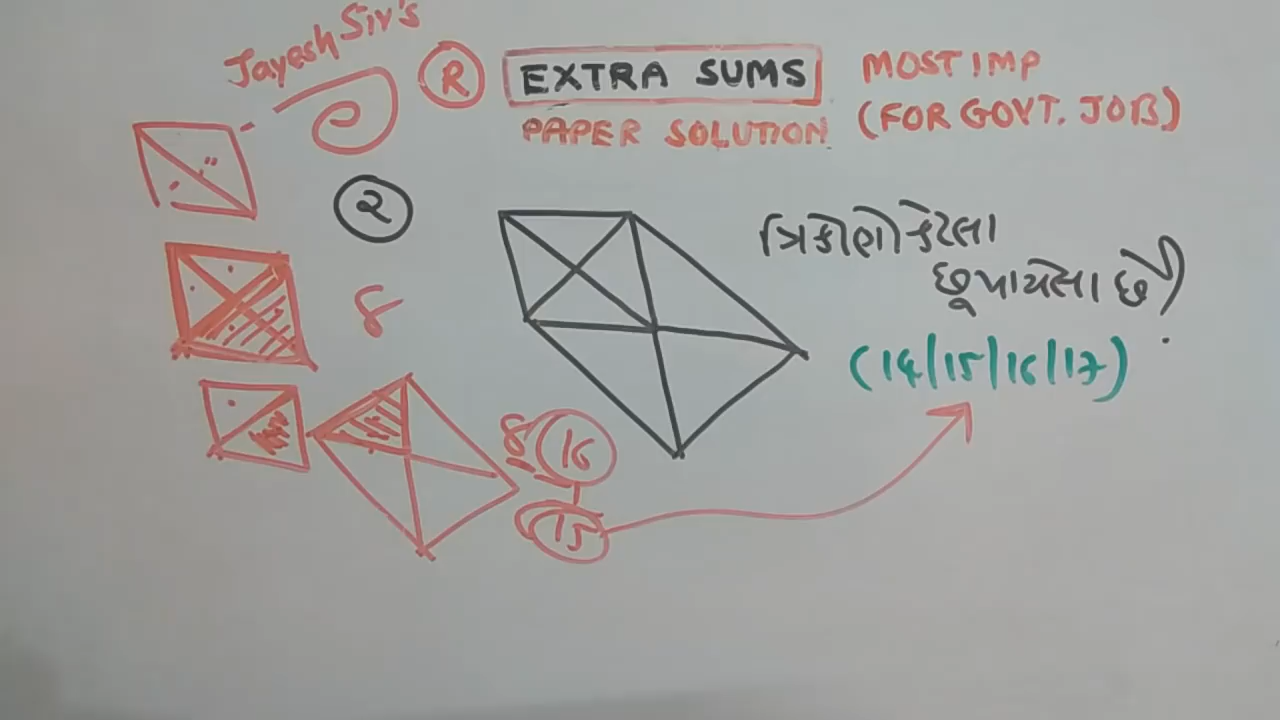 Jayesh Sir's
R
EXTRA SUMS
MOST IMP
PAPER SOLUTION
(FOR GOVT. JOB.)
૨
ત્રિકોણો કેટલા
છૂપાયેલા છે?
8
(14/15/16/17)
8
16
15